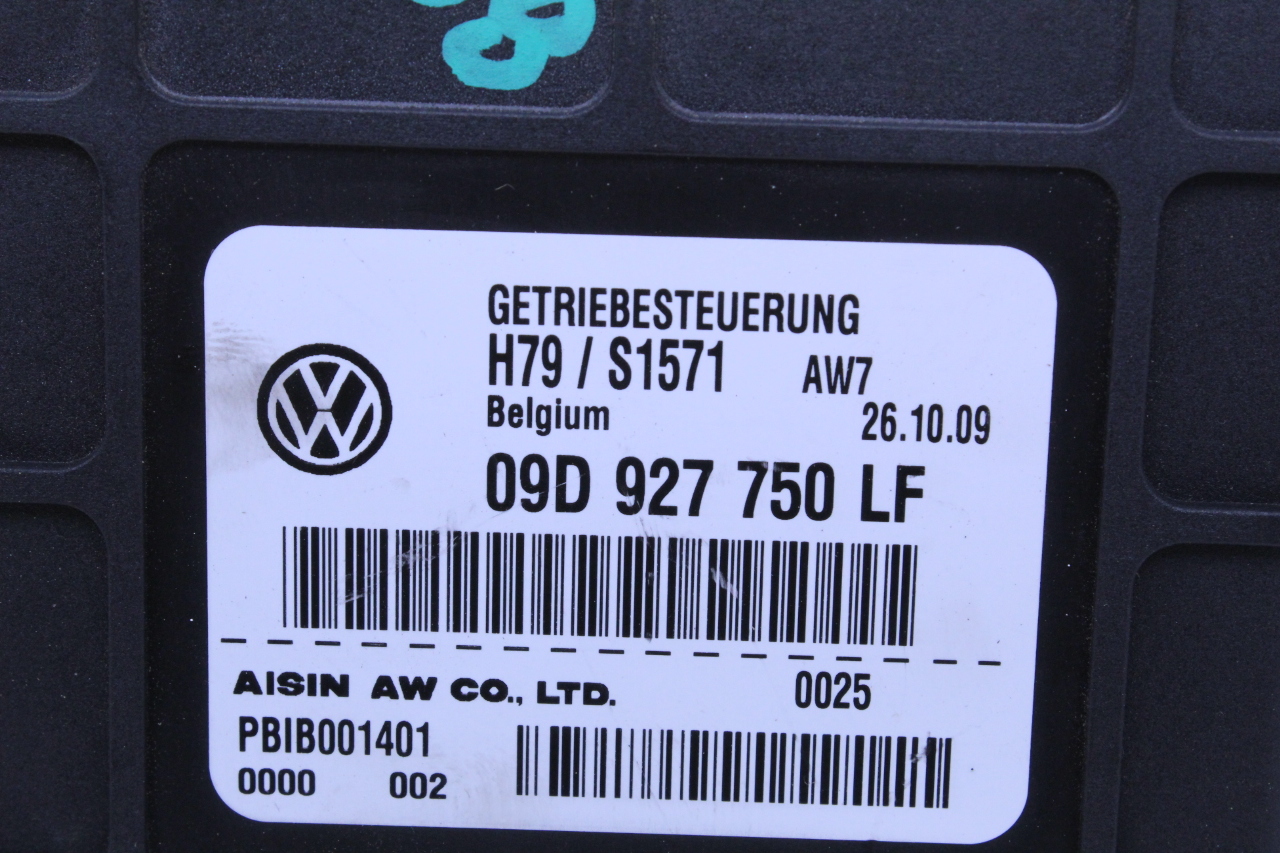 GETRIEBESTEUERUNG
H79 / S1571 AW7
Belgium 26.10.09
09D 927 750 LF
AISIN AW CO., LTD. 0025
PBIB001401
0000 002